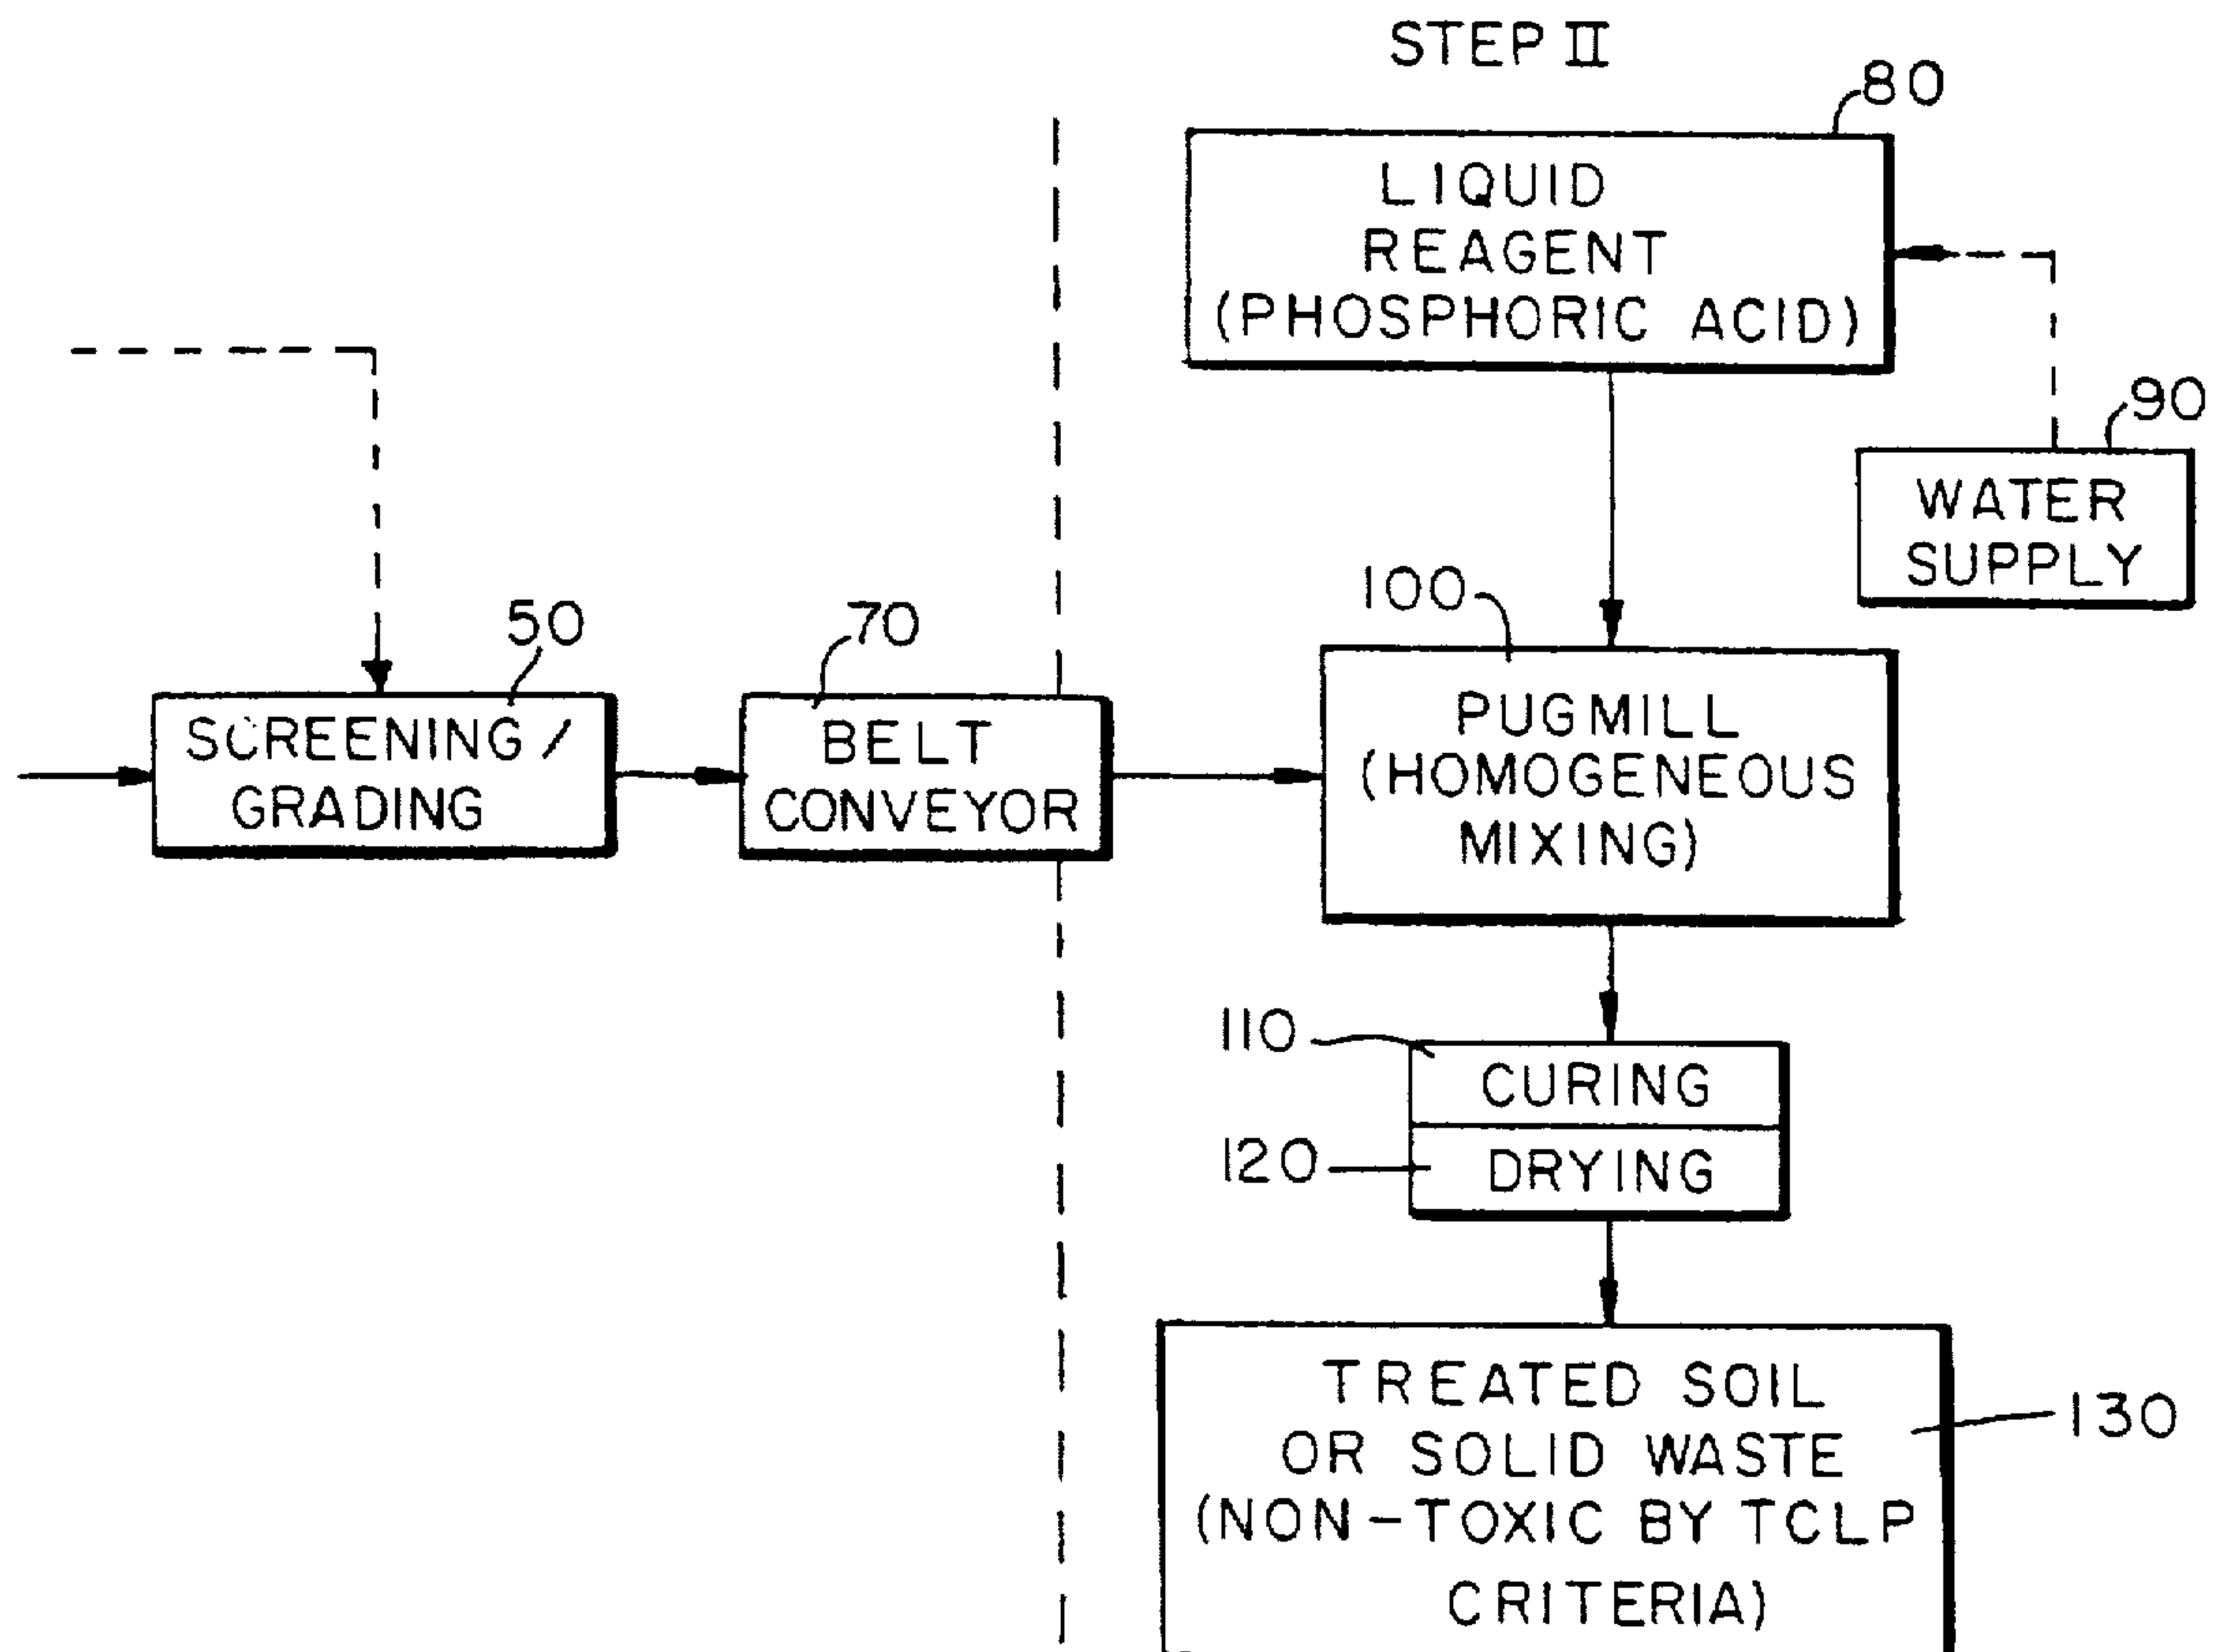 STEP II
80
LIQUID
REAGENT
(PHOSPHORIC ACID)
90
WATER
SUPPLY
50
SCREENING /
GRADING
70
BELT
CONVEYOR
100
PUGMILL
(HOMOGENEOUS
MIXING)
110
CURING
120
DRYING
TREATED SOIL
OR SOLID WASTE
(NON-TOXIC BY TCLP
CRITERIA)
130